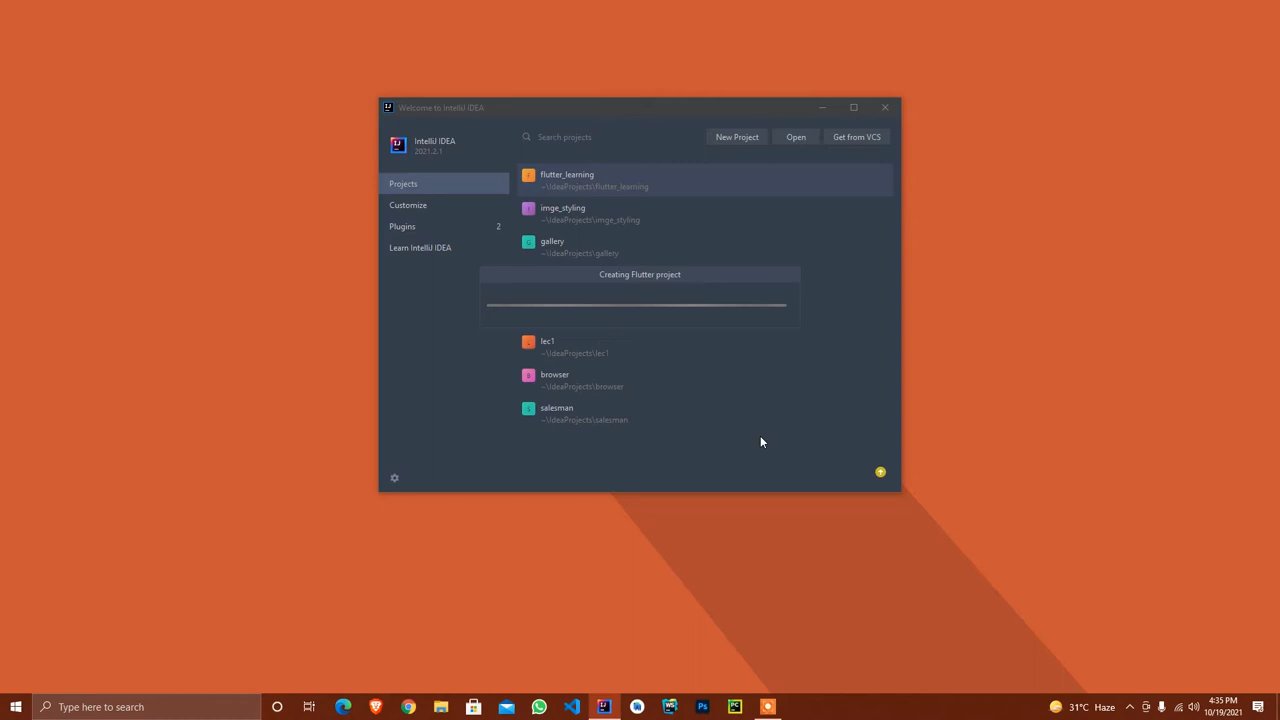 Welcome to IntelliJ IDEA
IntelliJ IDEA
2021.2.1
Search projects
New Project
Open
Get from VCS
Projects
Customize
Plugins 2
Learn IntelliJ IDEA
flutter_learning
~\IdeaProjects\flutter_learning
imge_styling
~\IdeaProjects\imge_styling
gallery
~\IdeaProjects\gallery
Creating Flutter project
lec1
~\IdeaProjects\lec1
browser
~\IdeaProjects\browser
salesman
~\IdeaProjects\salesman
Type here to search
31°C Haze
4:35 PM
10/19/2021